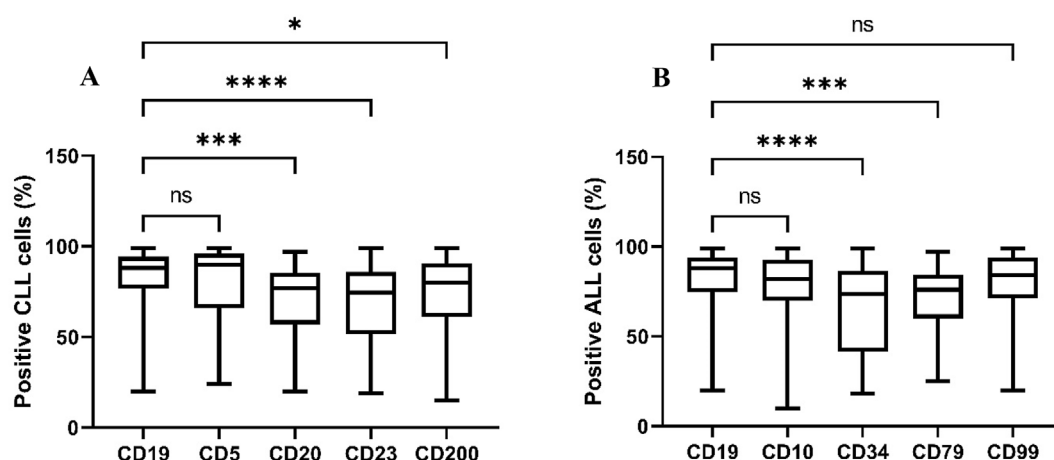 *
A
****
***
ns
150
100
50
0
Positive CLL cells (%)
CD19 CD5 CD20 CD23 CD200
ns
B
***
****
ns
150
100
50
0
Positive ALL cells (%)
CD19 CD10 CD34 CD79 CD99